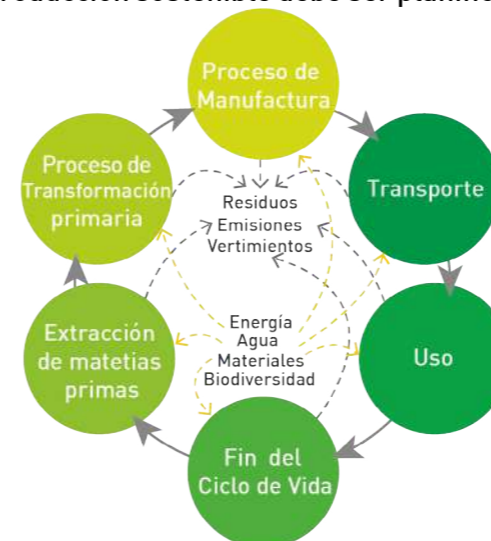 roducción sostenible debe ser planific
Proceso de
Manufactura
Proceso de
Transformación
primaria
Transporte
Residuos
Emisiones
Vertimientos
Energía
Agua
Materiales
Biodiversidad
Extracción
de matetias
primas
Uso
Fin del
Ciclo de Vida